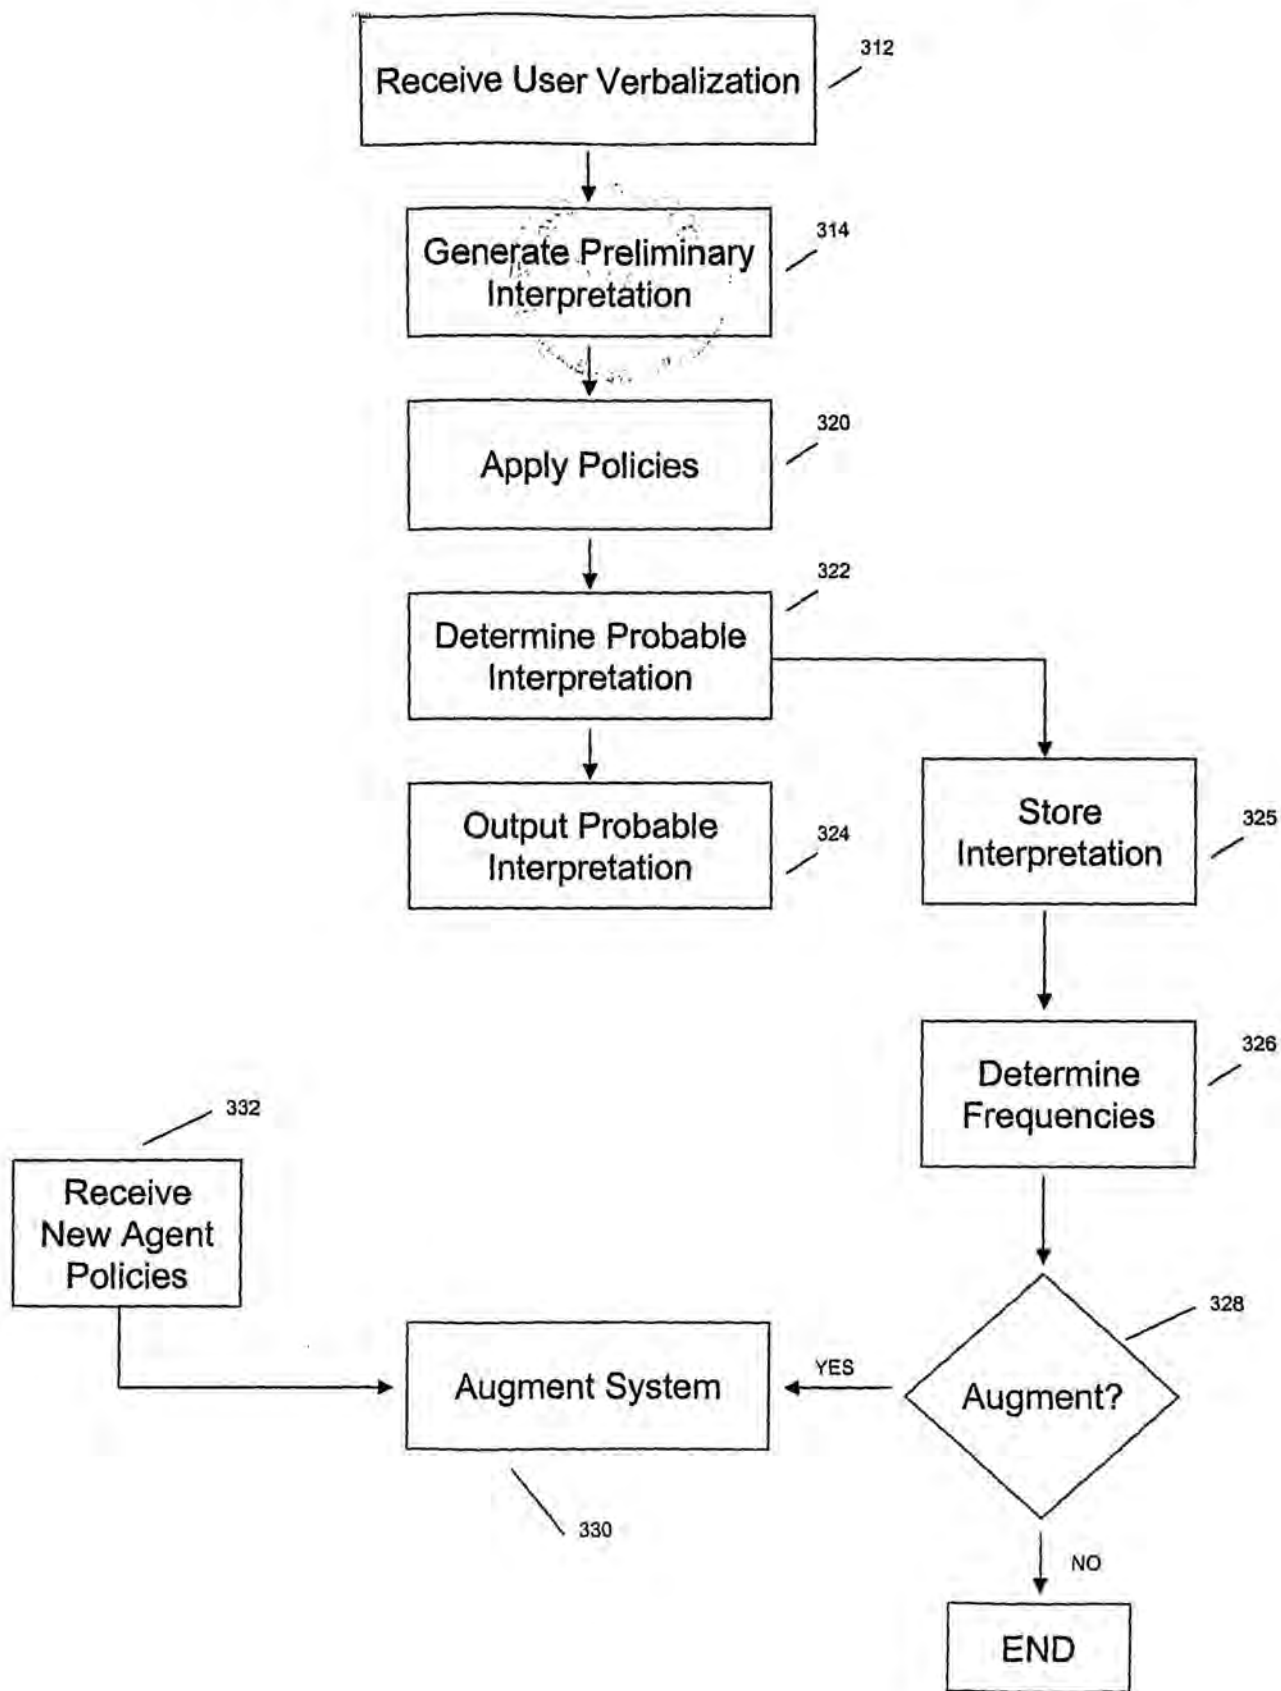 Receive User Verbalization
312
Generate Preliminary
Interpretation
314
Apply Policies
320
Determine Probable
Interpretation
322
Output Probable
Interpretation
324
Store
Interpretation
325
Determine
Frequencies
326
332
Receive
New Agent
Policies
Augment System
330
YES
Augment?
328
NO
END